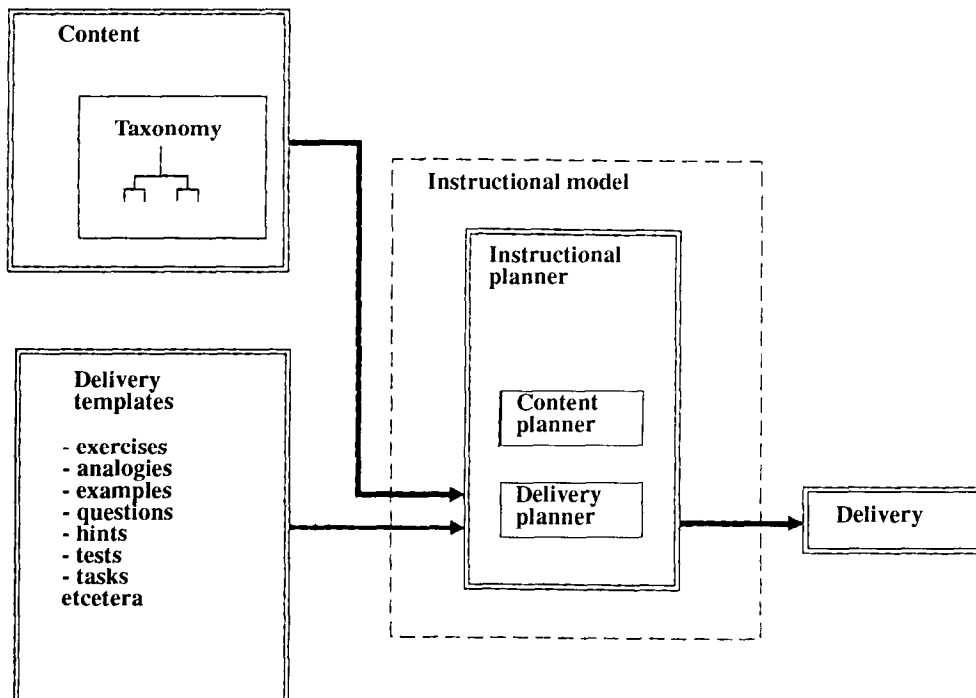 Content
Taxonomy
Instructional model
Instructional
planner
Content
planner
Delivery
planner
Delivery
templates
- exercises
- analogies
- examples
- questions
- hints
- tests
- tasks
etcetera
Delivery